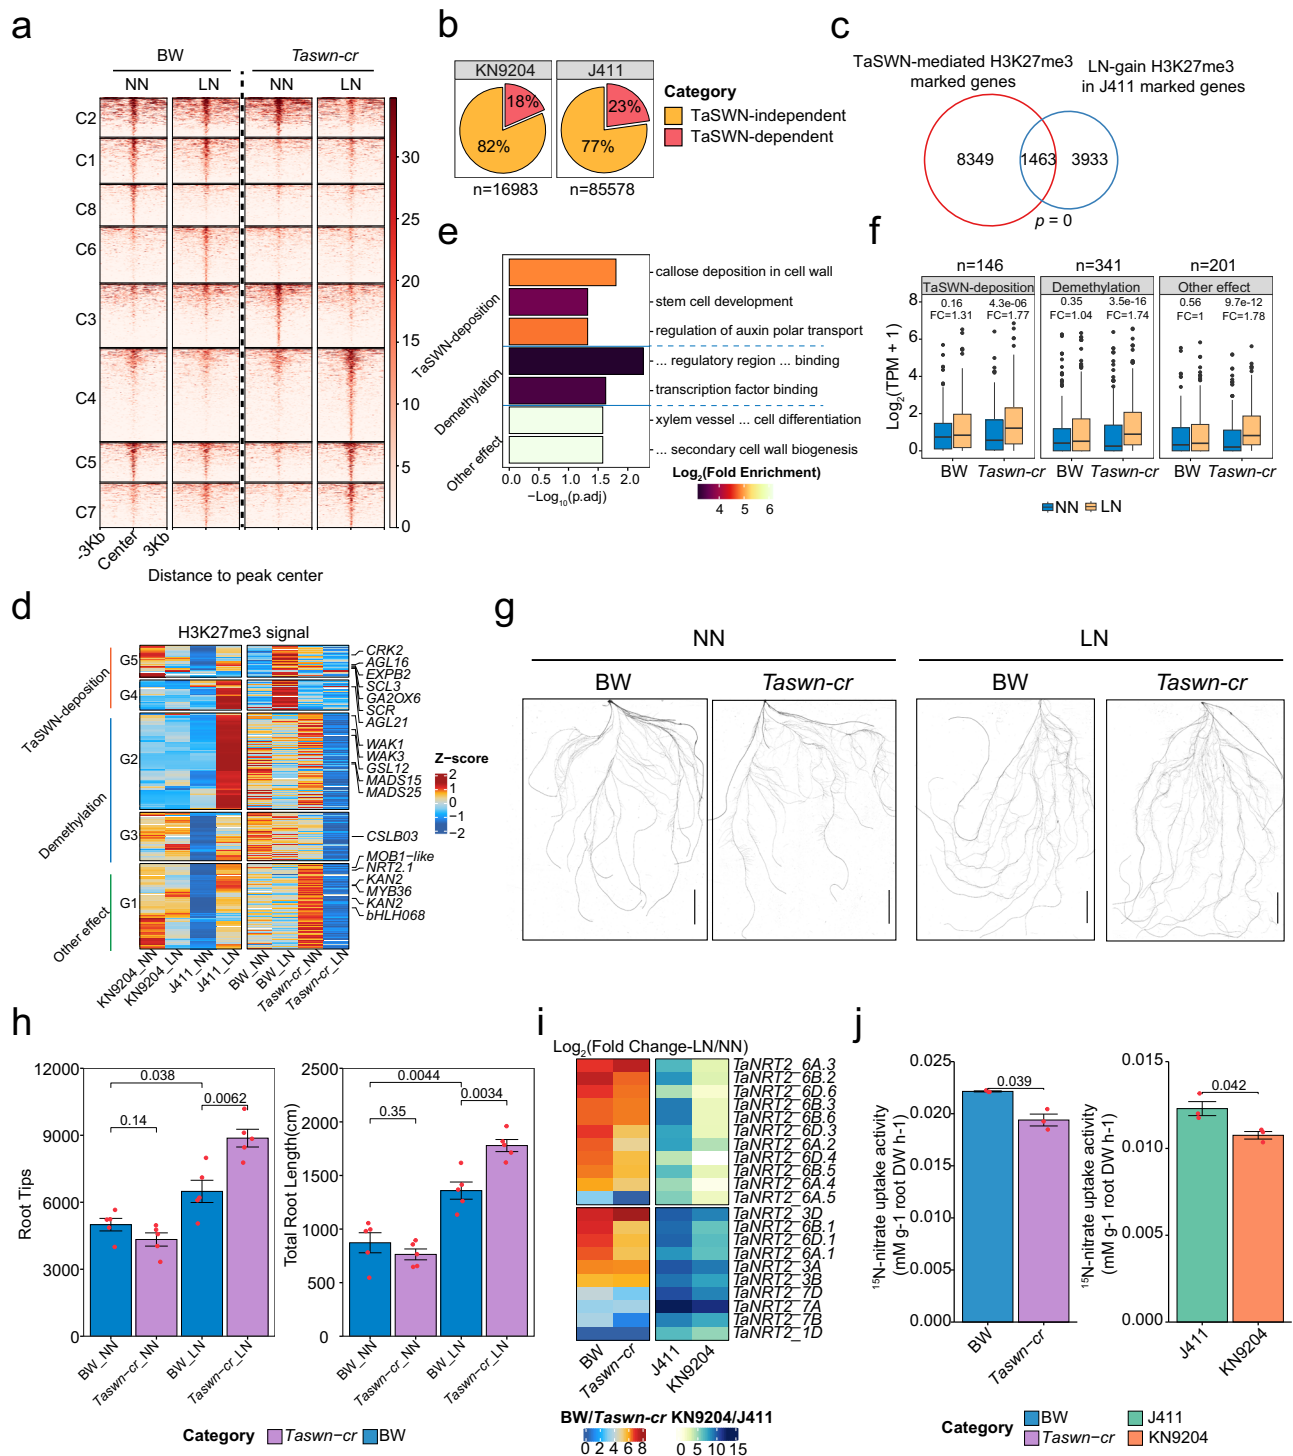 a
BW
Taswn-cr
NN
LN
NN
LN
C2
C1
C8
C6
C3
C4
C5
C7
30
25
20
15
10
5
0
-3Kb
Center
3Kb
Distance to peak center
b
KN9204
J411
18%
82%
23%
77%
n=16983
n=85578
Category
TaSWN-independent
TaSWN-dependent
c
TaSWN-mediated H3K27me3
marked genes
LN-gain H3K27me3
in J411 marked genes
8349
1463
3933
p = 0
e
TaSWN-deposition
Demethylation
Other effect
callose deposition in cell wall
stem cell development
regulation of auxin polar transport
... regulatory region ... binding
transcription factor binding
xylem vessel ... cell differentiation
... secondary cell wall biogenesis
0.0
0.5
1.0
1.5
2.0
−Log10(p.adj)
Log2(Fold Enrichment)
4
5
6
f
n=146
n=341
n=201
TaSWN-deposition
Demethylation
Other effect
0.16
FC=1.31
4.3e-06
FC=1.77
0.35
FC=1.04
3.5e-16
FC=1.74
0.56
FC=1
9.7e-12
FC=1.78
Log2(TPM + 1)
8
6
4
2
0
BW
Taswn-cr
BW
Taswn-cr
BW
Taswn-cr
NN
LN
d
H3K27me3 signal
TaSWN-deposition
Demethylation
Other effect
G5
G4
G2
G3
G1
CRK2
AGL16
EXPB2
SCL3
GA2OX6
SCR
AGL21
WAK1
WAK3
GSL12
MADS15
MADS25
CSLB03
MOB1−like
NRT2.1
KAN2
MYB36
KAN2
bHLH068
Z−score
2
1
0
−1
−2
KN9204_NN
KN9204_LN
J411_NN
J411_LN
BW_NN
BW_LN
Taswn-cr_NN
Taswn-cr_LN
g
NN
LN
BW
Taswn-cr
BW
Taswn-cr
h
Root Tips
12000
9000
6000
3000
0
0.038
0.0062
0.14
BW_NN
Taswn−cr_NN
BW_LN
Taswn−cr_LN
Total Root Length(cm)
2500
2000
1500
1000
500
0
0.0044
0.0034
0.35
BW_NN
Taswn−cr_NN
BW_LN
Taswn−cr_LN
Category
Taswn-cr
BW
i
Log2(Fold Change-LN/NN)
TaNRT2_6A.3
TaNRT2_6B.2
TaNRT2_6D.6
TaNRT2_6B.3
TaNRT2_6B.6
TaNRT2_6D.3
TaNRT2_6A.2
TaNRT2_6D.4
TaNRT2_6B.5
TaNRT2_6A.4
TaNRT2_6A.5
TaNRT2_3D
TaNRT2_6B.1
TaNRT2_6D.1
TaNRT2_6A.1
TaNRT2_3A
TaNRT2_3B
TaNRT2_7D
TaNRT2_7A
TaNRT2_7B
TaNRT2_1D
BW
Taswn−cr
J411
KN9204
BW/Taswn-cr
KN9204/J411
0 2 4 6 8
0 5 10 15
j
15N-nitrate uptake activity
(mM g-1 root DW h-1)
0.025
0.020
0.015
0.010
0.005
0.000
0.039
BW
Taswn-cr
15N-nitrate uptake activity
(mM g-1 root DW h-1)
0.015
0.010
0.005
0.000
0.042
J411
KN9204
Category
BW
Taswn-cr
J411
KN9204